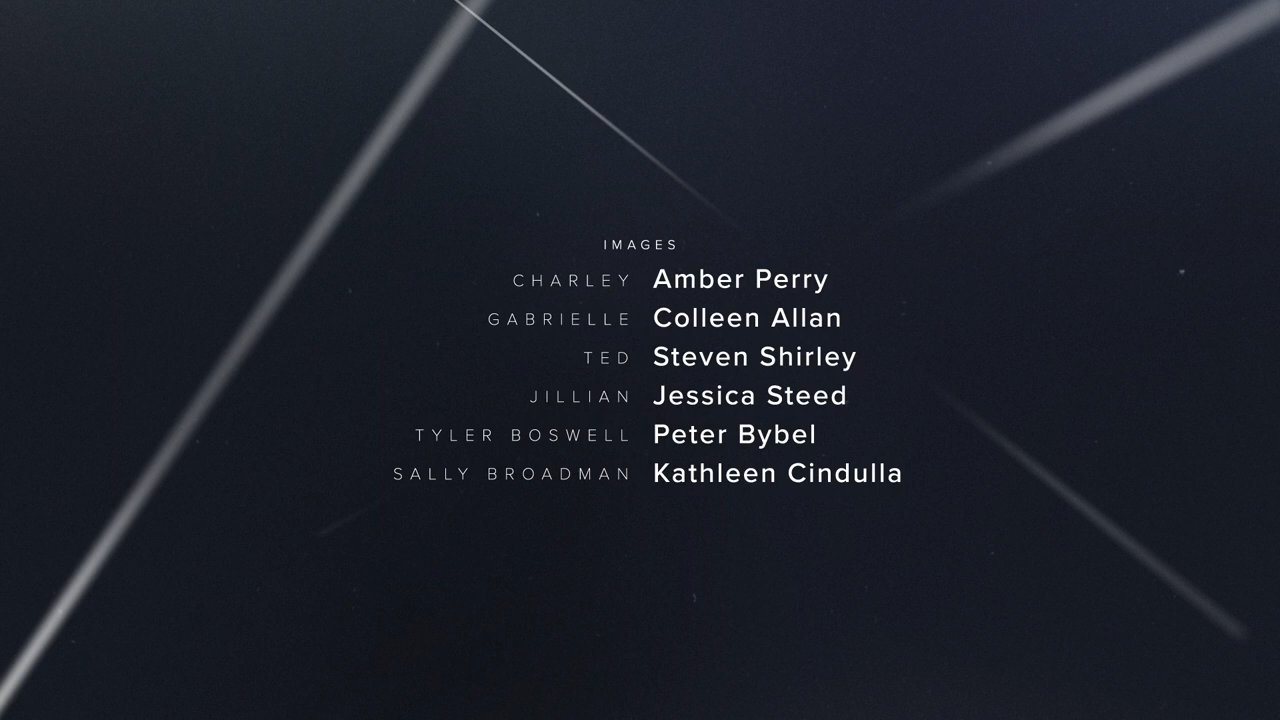 IMAGES
CHARLEY Amber Perry
GABRIELLE Colleen Allan
TED Steven Shirley
JILLIAN Jessica Steed
TYLER BOSWELL Peter Bybel
SALLY BROADMAN Kathleen Cindulla